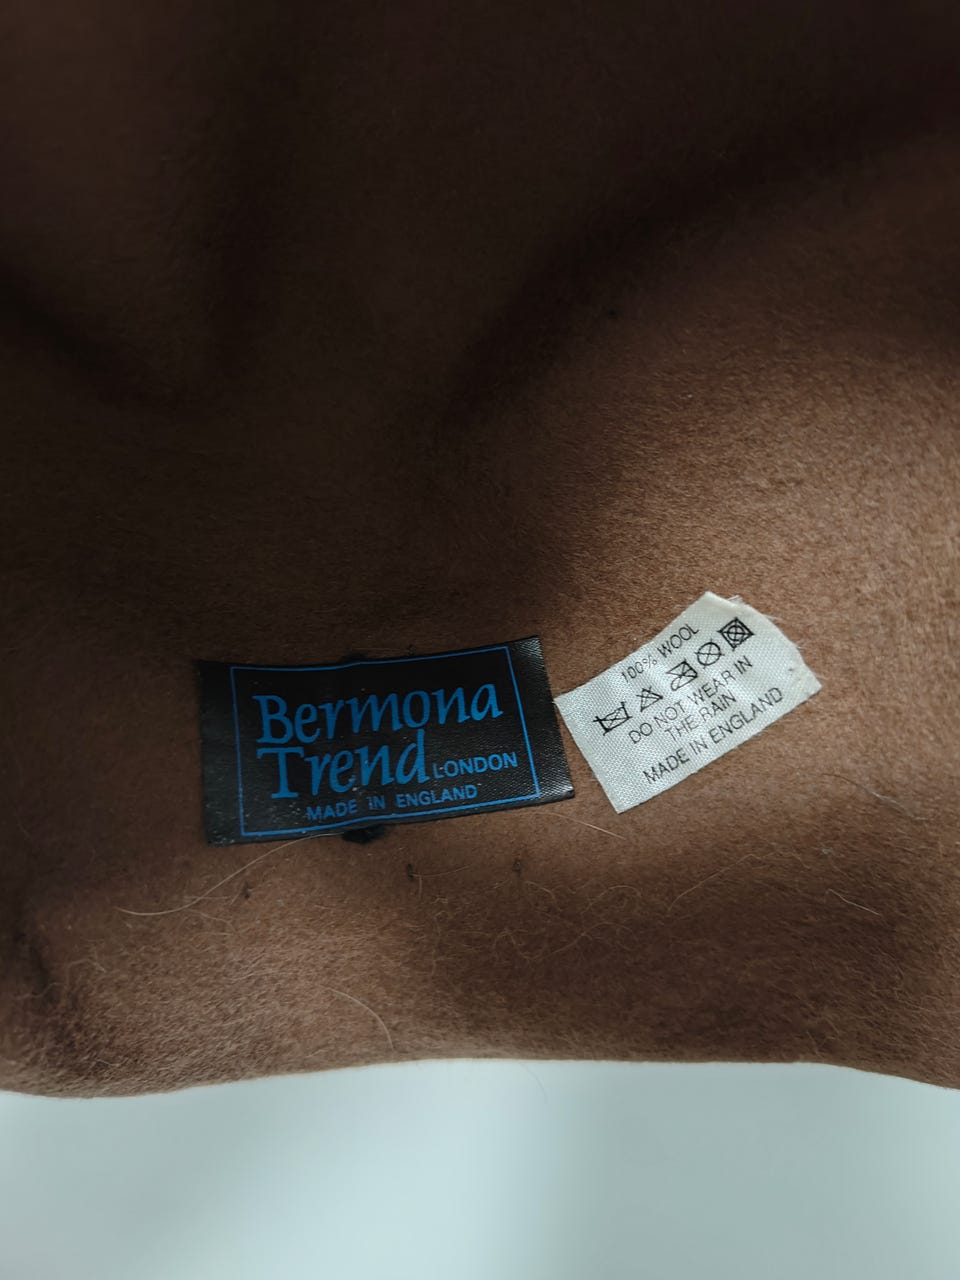 Bermona
Trend LONDON
MADE IN ENGLAND
100% WOOL
DO NOT WEAR IN
THE RAIN
MADE IN ENGLAND